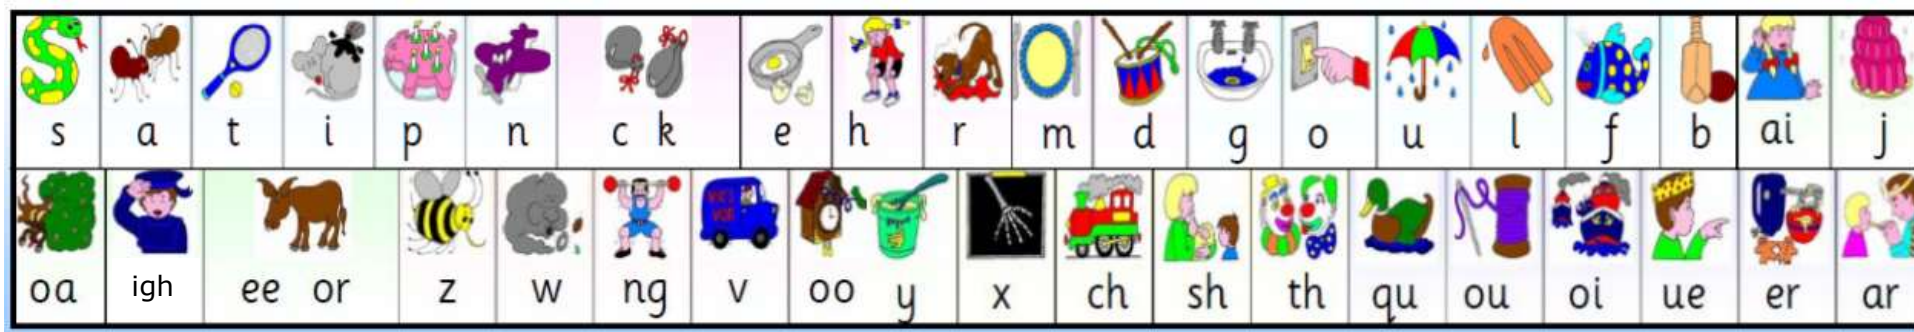 s a t i p n c k e h r m d g o u l f b ai j
oa igh ee or z w ng v oo y x ch sh th qu ou oi ue er ar